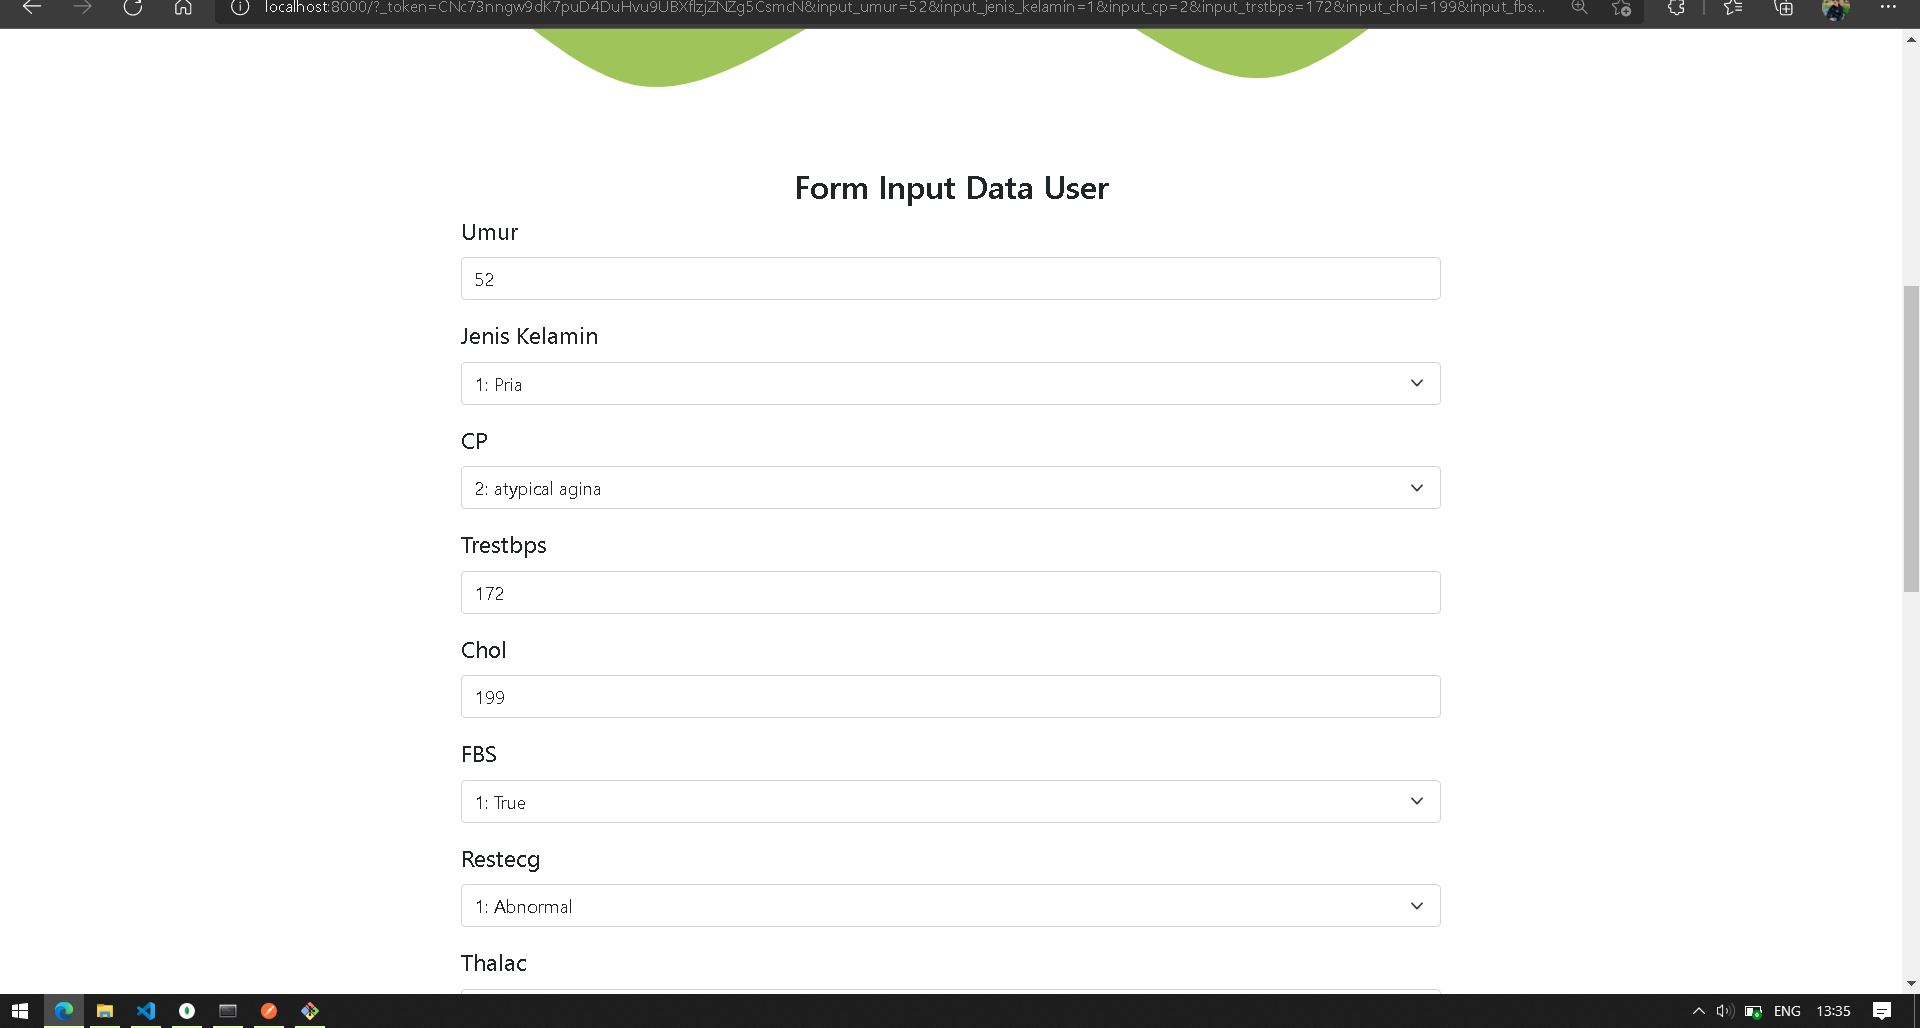 localhost:8000/?_token=CNc73nngw9dK7puD4DuHvu9UBXflzjZNZg5CsmcN&input_umur=52&input_jenis_kelamin=1&input_cp=2&input_trstbps=172&input_chol=199&input_fbs...
Form Input Data User
Umur
52
Jenis Kelamin
1: Pria
CP
2: atypical agina
Trestbps
172
Chol
199
FBS
1: True
Restecg
1: Abnormal
Thalac
ENG 13:35